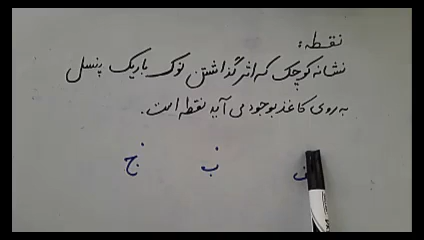 نقطه:
نشانه کوچک که اثر گذاشتن نوک باریک پنسل
به روی کاغذ بوجود می آید نقطه است.
ف ب ج